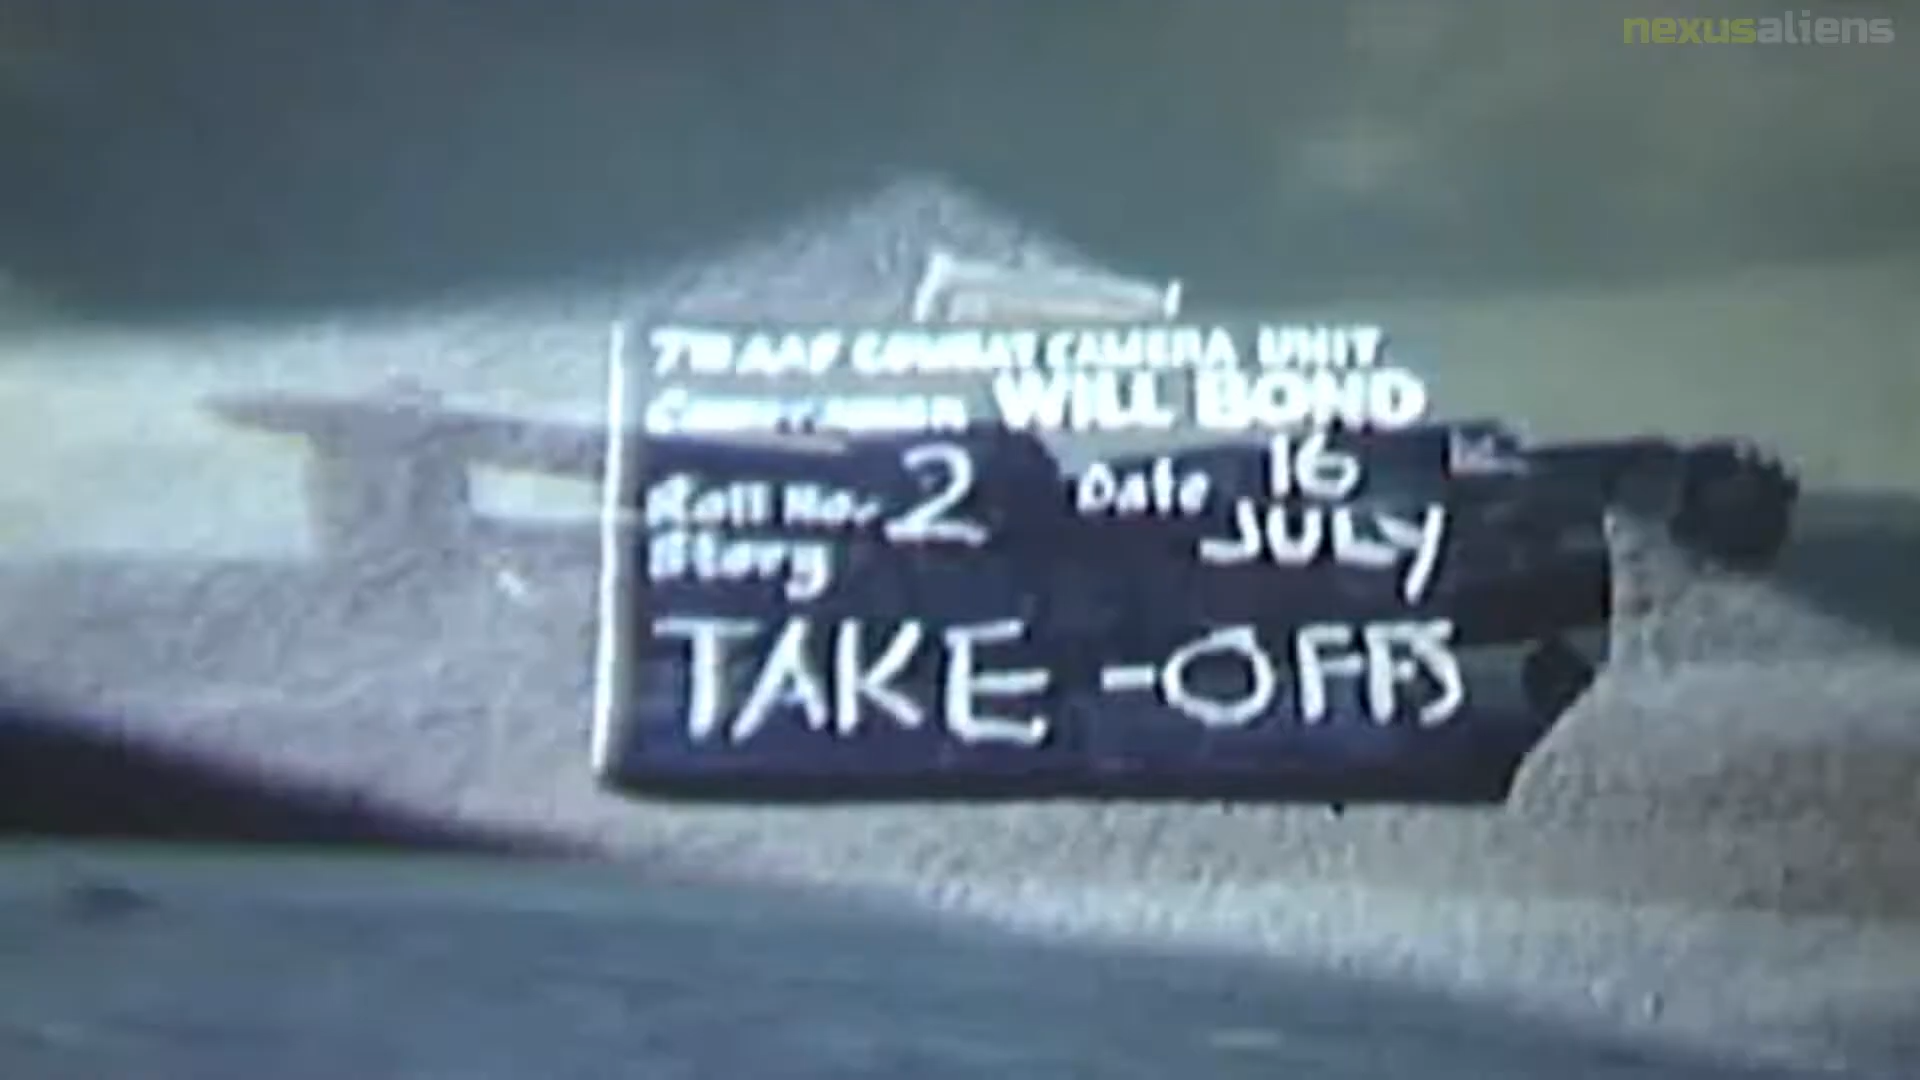 nexusaliens
7TH AAF COMBAT CAMERA UNIT
Cameraman WILL BOND
Roll No. 2 Date 16 JULY
Story
TAKE-OFFS